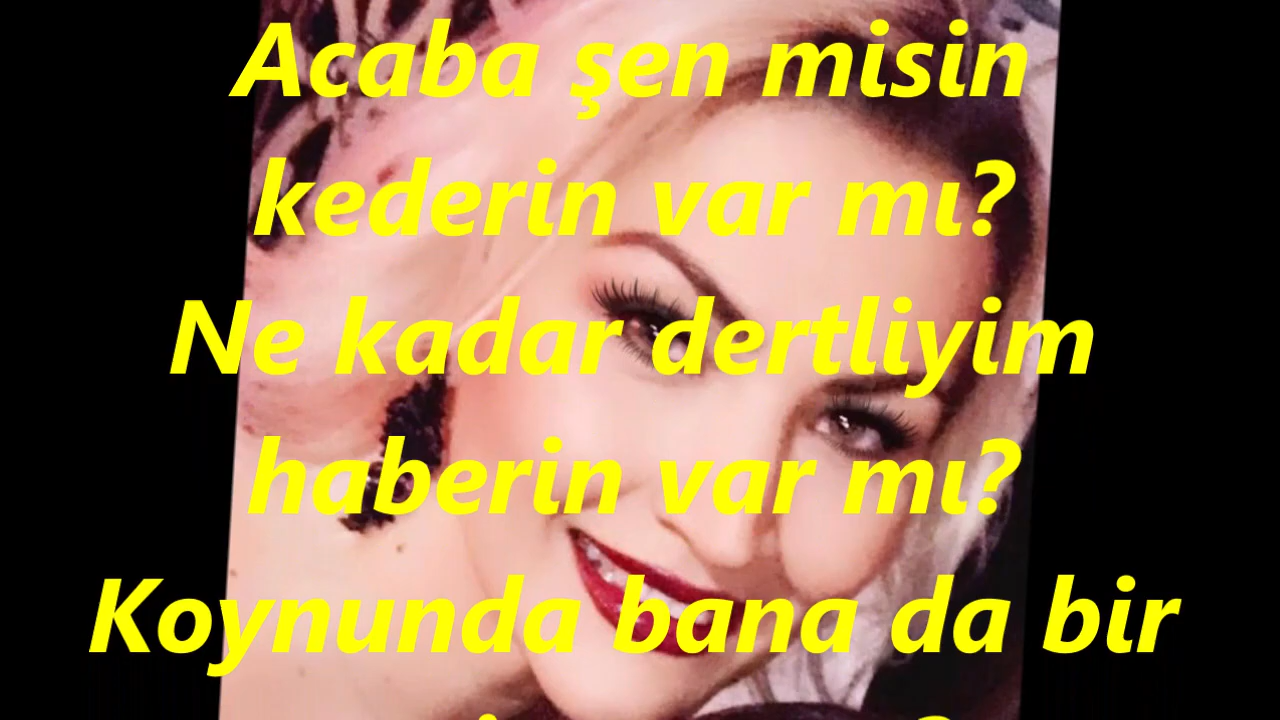 Acaba şen misin
kederin var mı?
Ne kadar dertliyim
haberin var mı?
Koynunda bana da bir